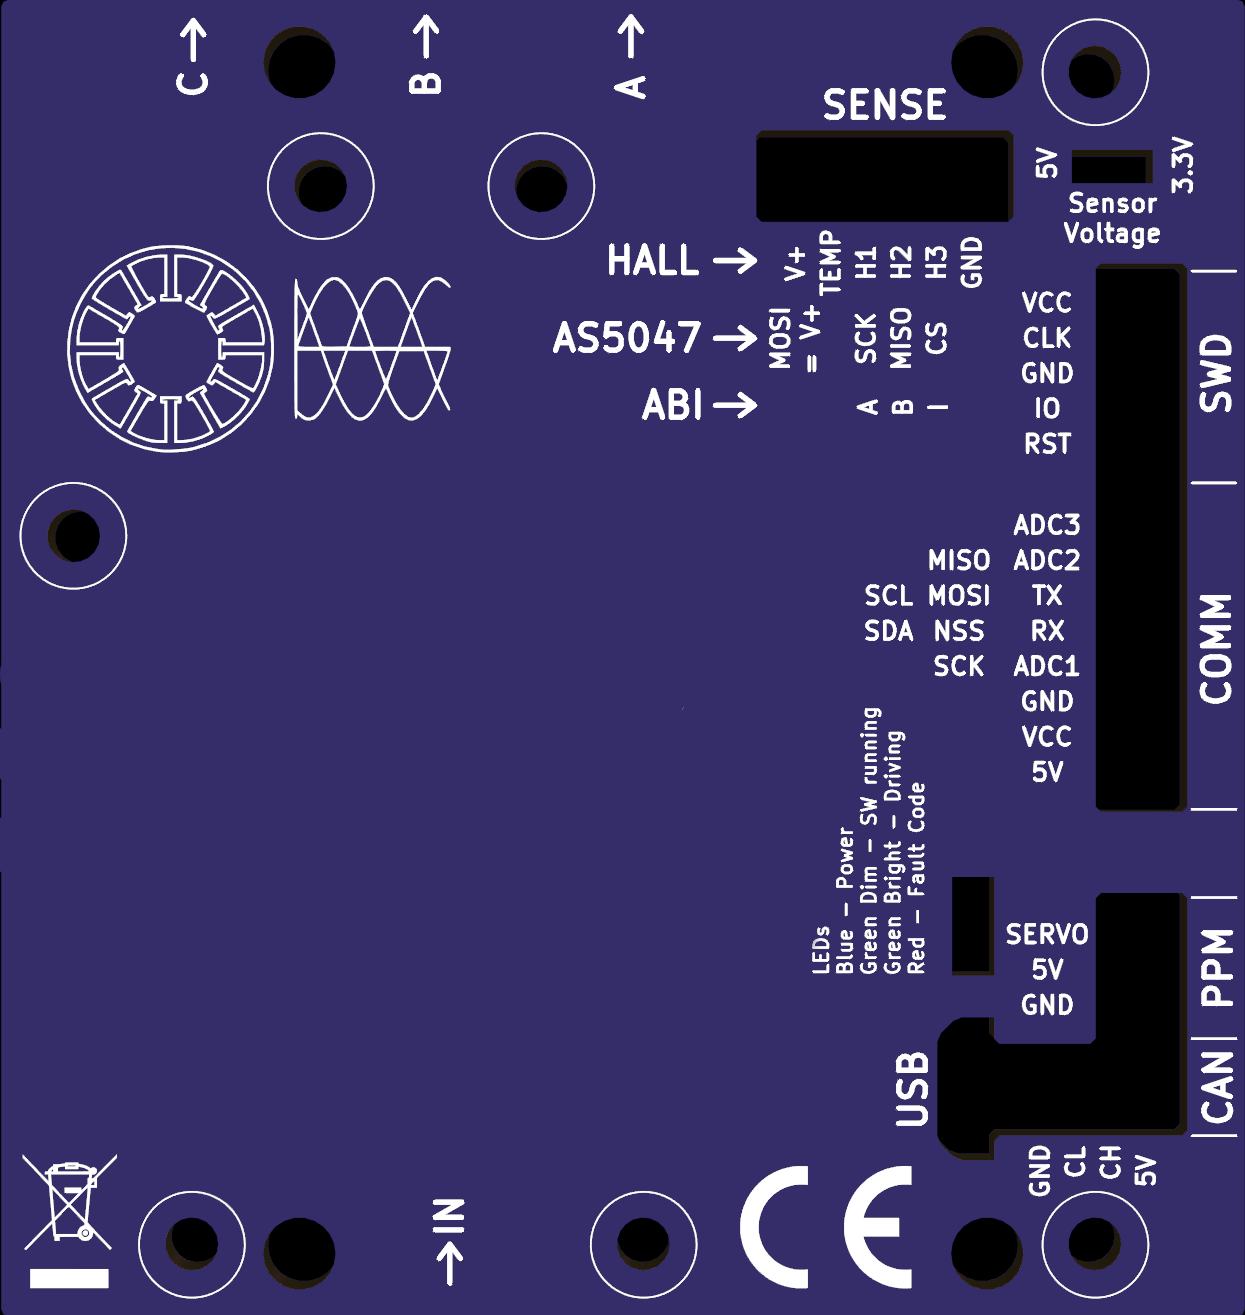 C
B
A
SENSE
5V
3.3V
Sensor
Voltage
HALL
V+
TEMP
H1
H2
H3
GND
AS5047
MOSI
= V+
SCK
MISO
CS
ABI
A
B
I
VCC
CLK
GND
IO
RST
SWD
ADC3
MISO ADC2
SCL MOSI TX
SDA NSS RX
SCK ADC1
GND
VCC
5V
COMM
LEDs
Blue – Power
Green Dim – SW running
Green Bright – Driving
Red – Fault Code
SERVO
5V
GND
PPM
USB
CAN
GND
CL
CH
5V
IN
CE